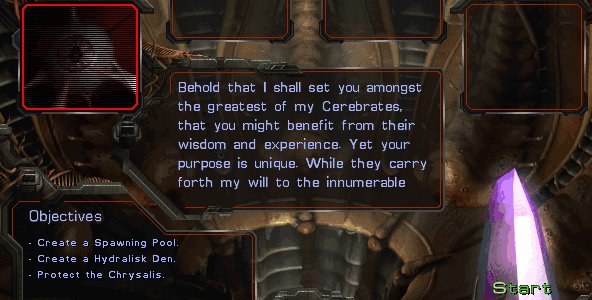 Behold that I shall set you amongst
the greatest of my Cerebrates,
that you might benefit from their
wisdom and experience. Yet your
purpose is unique. While they carry
forth my will to the innumerable
Objectives
- Create a Spawning Pool.
- Create a Hydralisk Den.
- Protect the Chrysalis.
Start